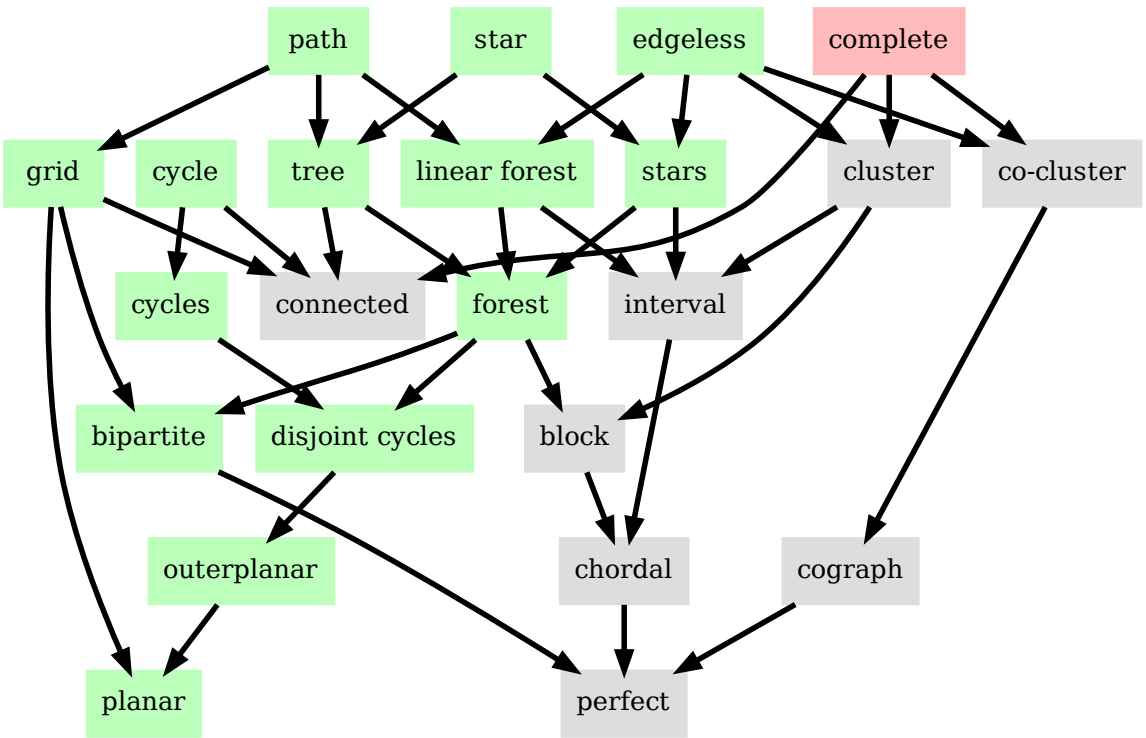 path
star
edgeless
complete
grid
cycle
tree
linear forest
stars
cluster
co-cluster
cycles
connected
forest
interval
bipartite
disjoint cycles
block
outerplanar
chordal
cograph
planar
perfect